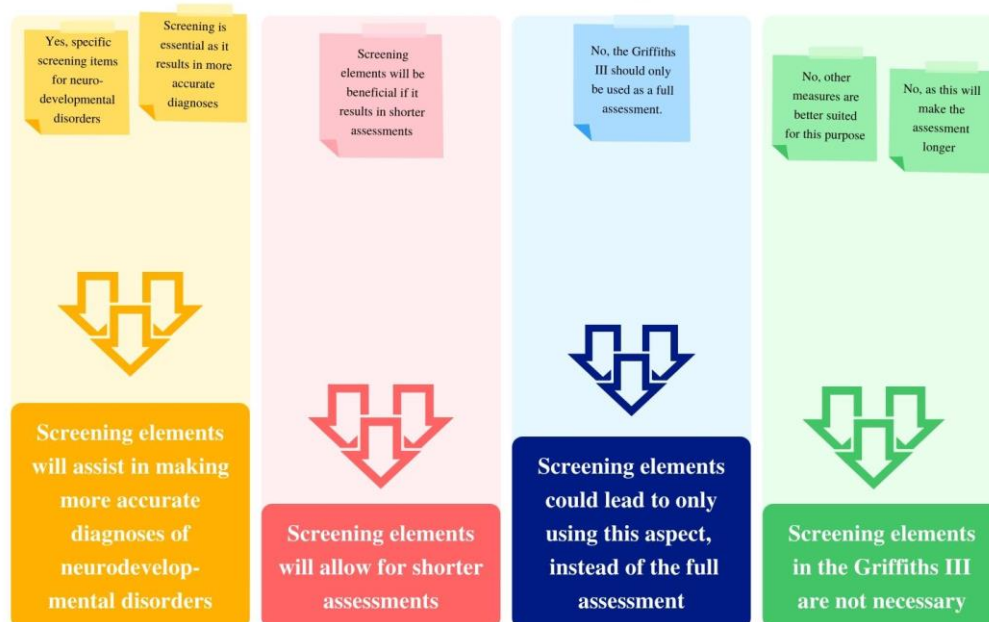 Yes, specific
screening items
for neuro-
developmental
disorders
Screening is
essential as it
results in more
accurate
diagnoses
Screening elements
will assist in making
more accurate
diagnoses of
neurodevelop-
mental disorders
Screening
elements will be
beneficial if it
results in shorter
assessments
Screening elements
will allow for shorter
assessments
No, the Griffiths
III should only
be used as a full
assessment.
Screening elements
could lead to only
using this aspect,
instead of the full
assessment
No, other
measures are
better suited
for this purpose
No, as this will
make the
assessment
longer
Screening elements
in the Griffiths III
are not necessary